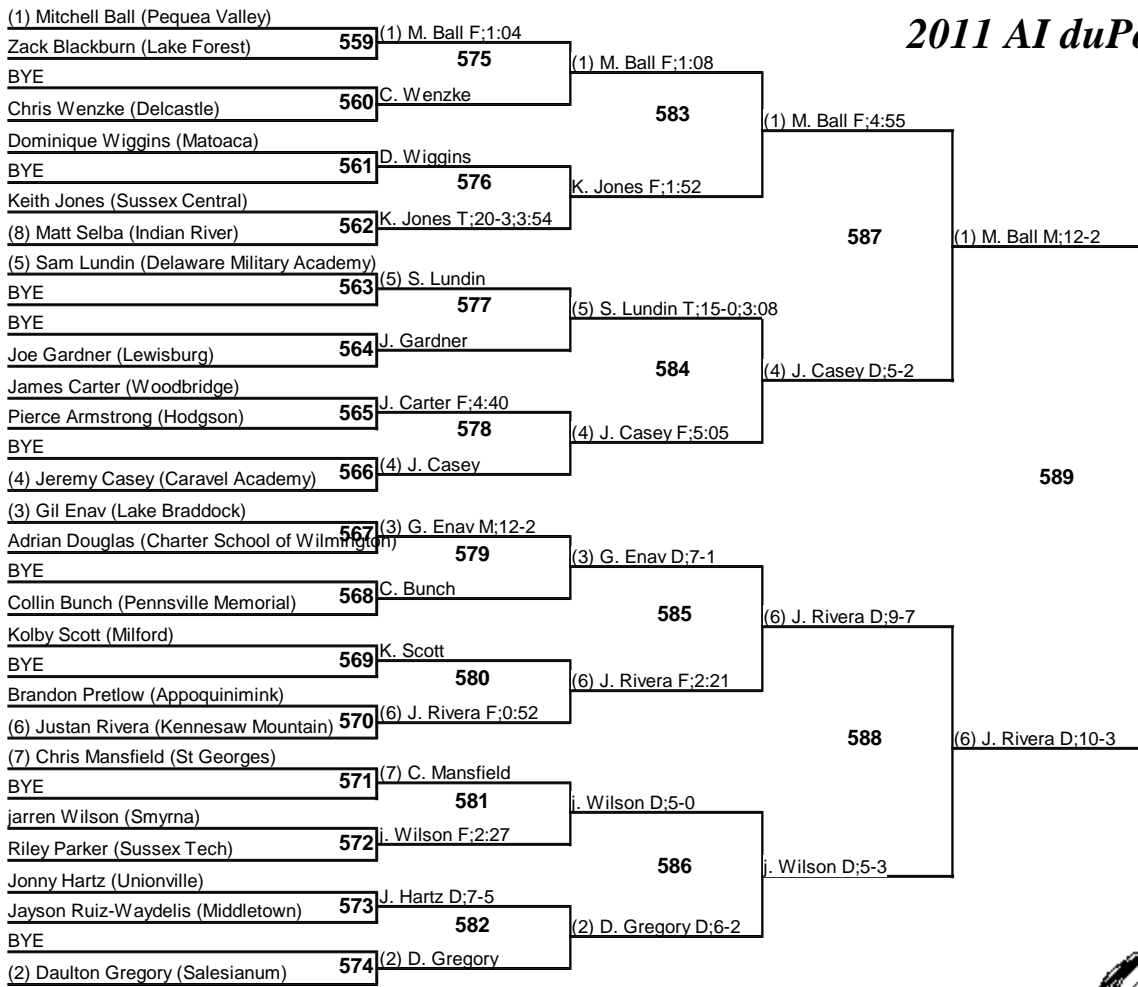 2011 AI duPo
(1) Mitchell Ball (Pequea Valley)
559
Zack Blackburn (Lake Forest)
(1) M. Ball F;1:04
575
BYE
(1) M. Ball F;1:08
560
Chris Wenzke (Delcastle)
C. Wenzke
583
(1) M. Ball F;4:55
Dominique Wiggins (Matoaca)
561
BYE
D. Wiggins
576
Keith Jones (Sussex Central)
K. Jones F;1:52
562
(8) Matt Selba (Indian River)
K. Jones T;20-3;3:54
587
(1) M. Ball M;12-2
(5) Sam Lundin (Delaware Military Academy)
563
BYE
(5) S. Lundin
577
BYE
(5) S. Lundin T;15-0;3:08
564
Joe Gardner (Lewisburg)
J. Gardner
584
(4) J. Casey D;5-2
James Carter (Woodbridge)
565
Pierce Armstrong (Hodgson)
J. Carter F;4:40
578
BYE
(4) J. Casey F;5:05
566
(4) Jeremy Casey (Caravel Academy)
(4) J. Casey
589
(3) Gil Enav (Lake Braddock)
567
Adrian Douglas (Charter School of Wilmington)
(3) G. Enav M;12-2
579
BYE
(3) G. Enav D;7-1
568
Collin Bunch (Pennsville Memorial)
C. Bunch
585
(6) J. Rivera D;9-7
Kolby Scott (Milford)
569
BYE
K. Scott
580
Brandon Pretlow (Appoquinimink)
(6) J. Rivera F;2:21
570
(6) Justan Rivera (Kennesaw Mountain)
(6) J. Rivera F;0:52
588
(6) J. Rivera D;10-3
(7) Chris Mansfield (St Georges)
571
BYE
(7) C. Mansfield
581
jarren Wilson (Smyrna)
j. Wilson D;5-0
572
Riley Parker (Sussex Tech)
j. Wilson F;2:27
586
j. Wilson D;5-3
Jonny Hartz (Unionville)
573
Jayson Ruiz-Waydelis (Middletown)
J. Hartz D;7-5
582
BYE
(2) D. Gregory D;6-2
574
(2) Daulton Gregory (Salesianum)
(2) D. Gregory